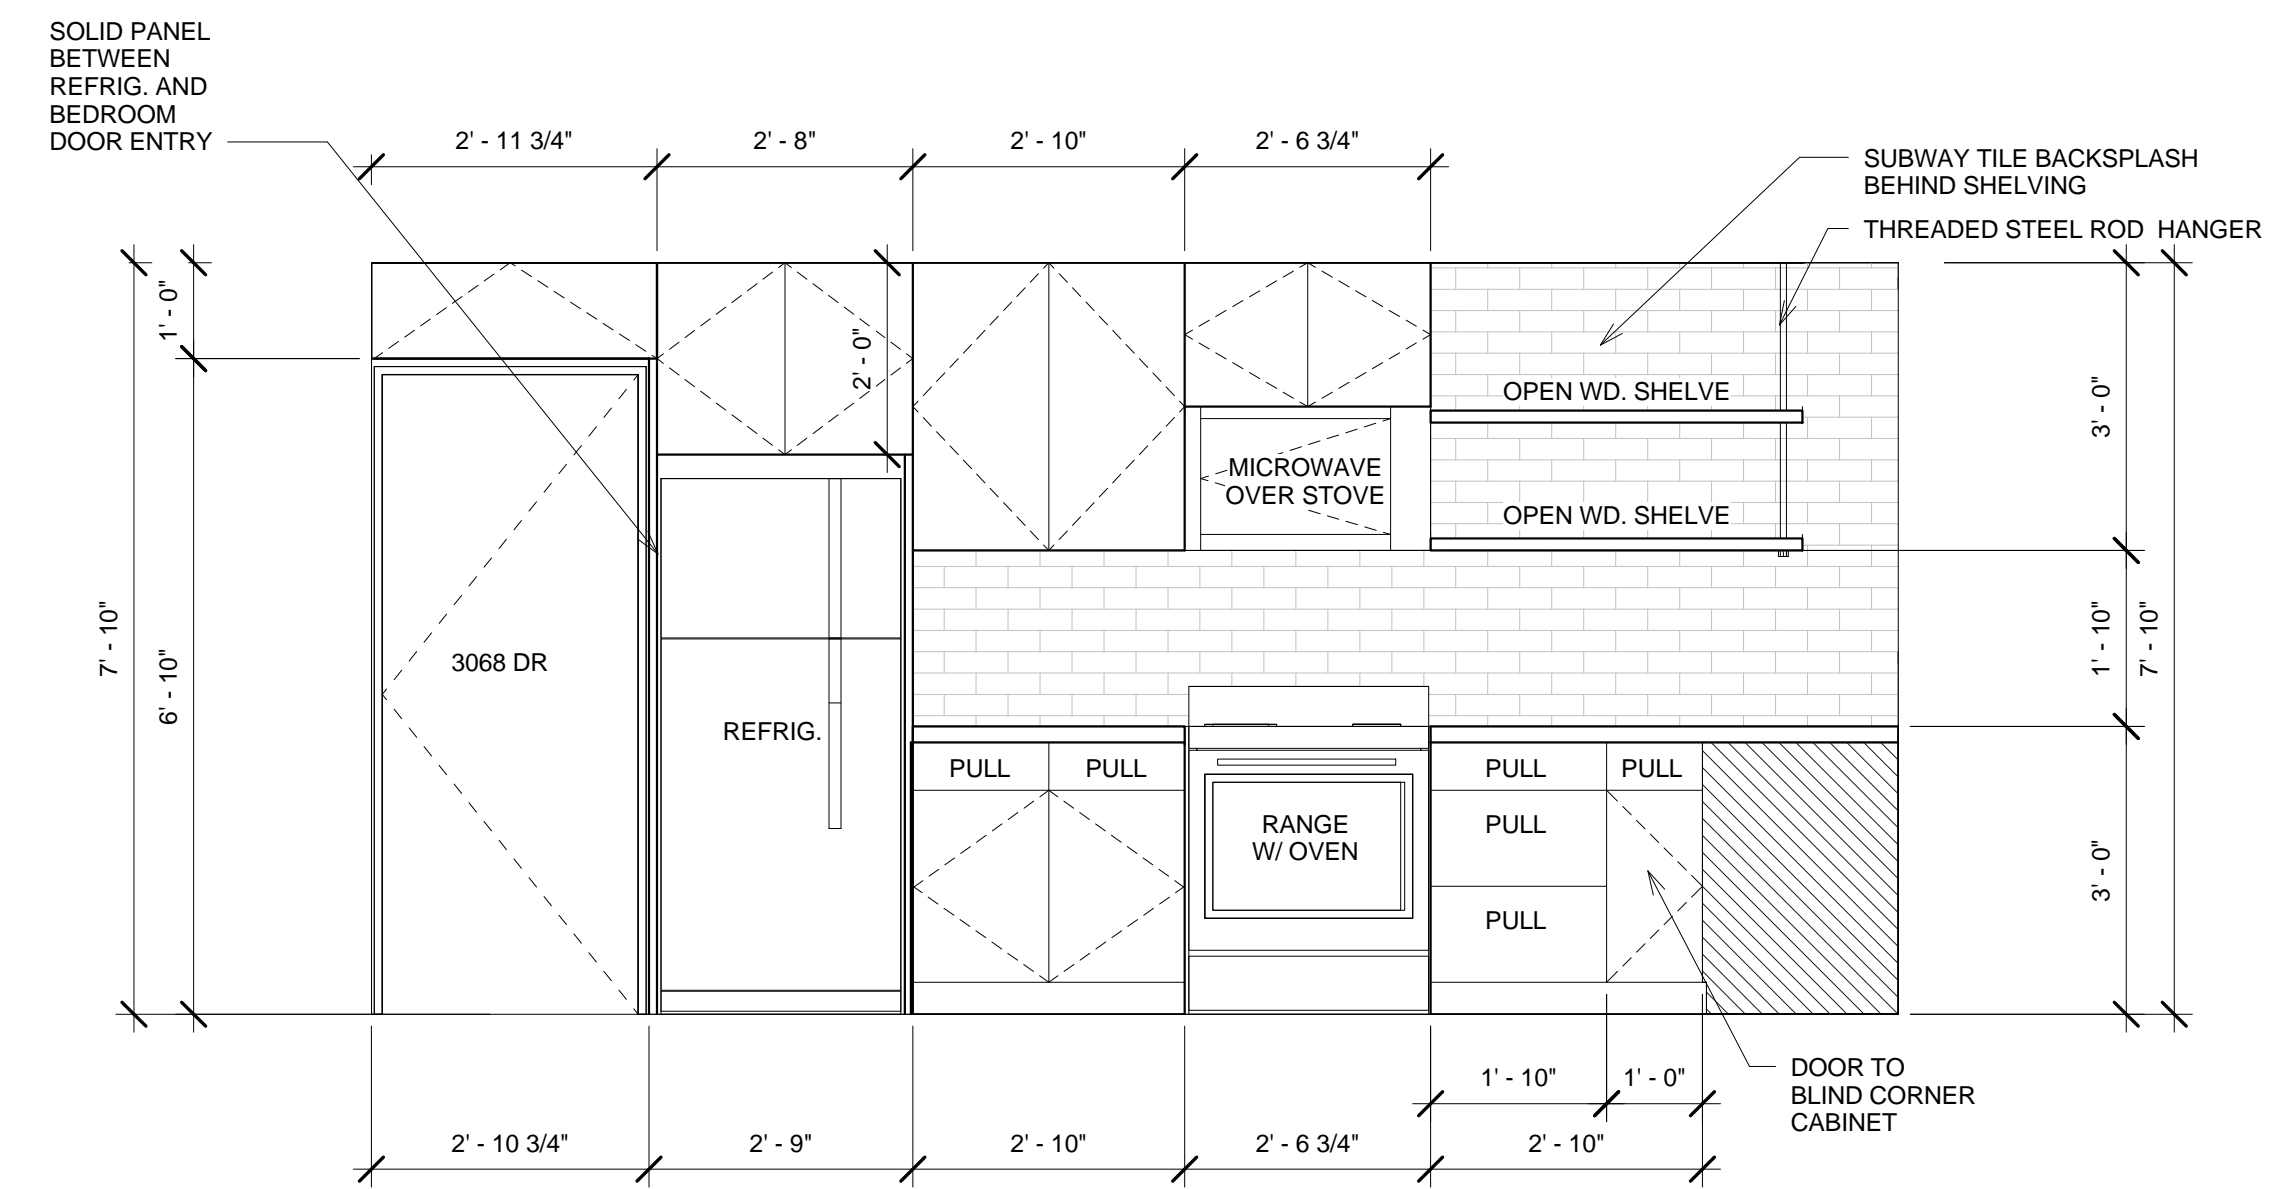 SOLID PANEL
BETWEEN
REFRIG. AND
BEDROOM
DOOR ENTRY
2' - 11 3/4"
2' - 8"
2' - 10"
2' - 6 3/4"
SUBWAY TILE BACKSPLASH
BEHIND SHELVING
THREADED STEEL ROD  HANGER
1' - 0"
2' - 0"
3' - 0"
OPEN WD. SHELVE
MICROWAVE
OVER STOVE
OPEN WD. SHELVE
7' - 10"
6' - 10"
3068 DR
REFRIG.
1' - 10"
7' - 10"
PULL
PULL
PULL
PULL
RANGE
W/ OVEN
PULL
PULL
3' - 0"
1' - 10"
1' - 0"
DOOR TO
BLIND CORNER
CABINET
2' - 10 3/4"
2' - 9"
2' - 10"
2' - 6 3/4"
2' - 10"